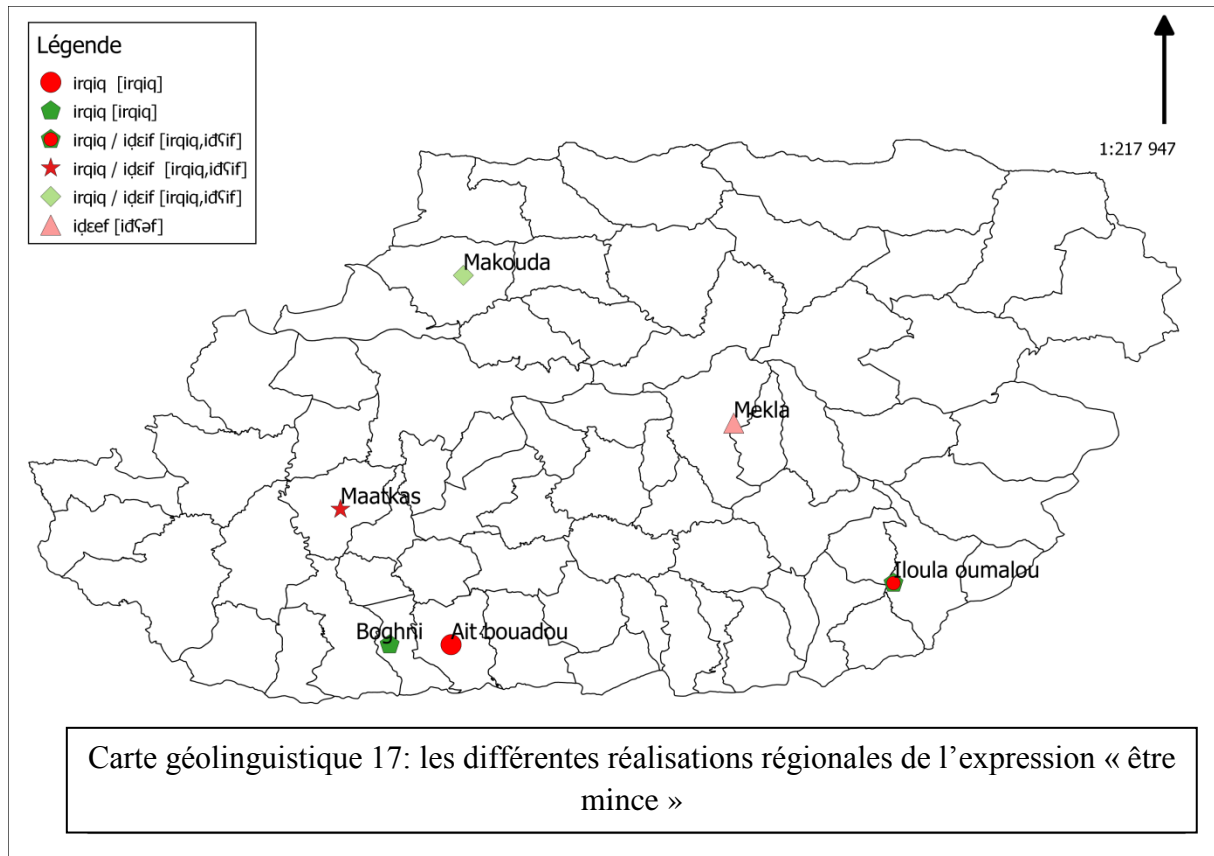 Légende
irqiq [irqiq]
irqiq [irqiq]
irqiq / iḍɛif [irqiq,iđʕif]
irqiq / iḍɛif [irqiq,iđʕif]
irqiq / iḍɛif [irqiq,iđʕif]
iḍɛef [iđʕəf]
1:217 947
Makouda
Mekla
Maatkas
Iloula oumalou
Boghni
Ait bouadou
Carte géolinguistique 17: les différentes réalisations régionales de l’expression « être
mince »